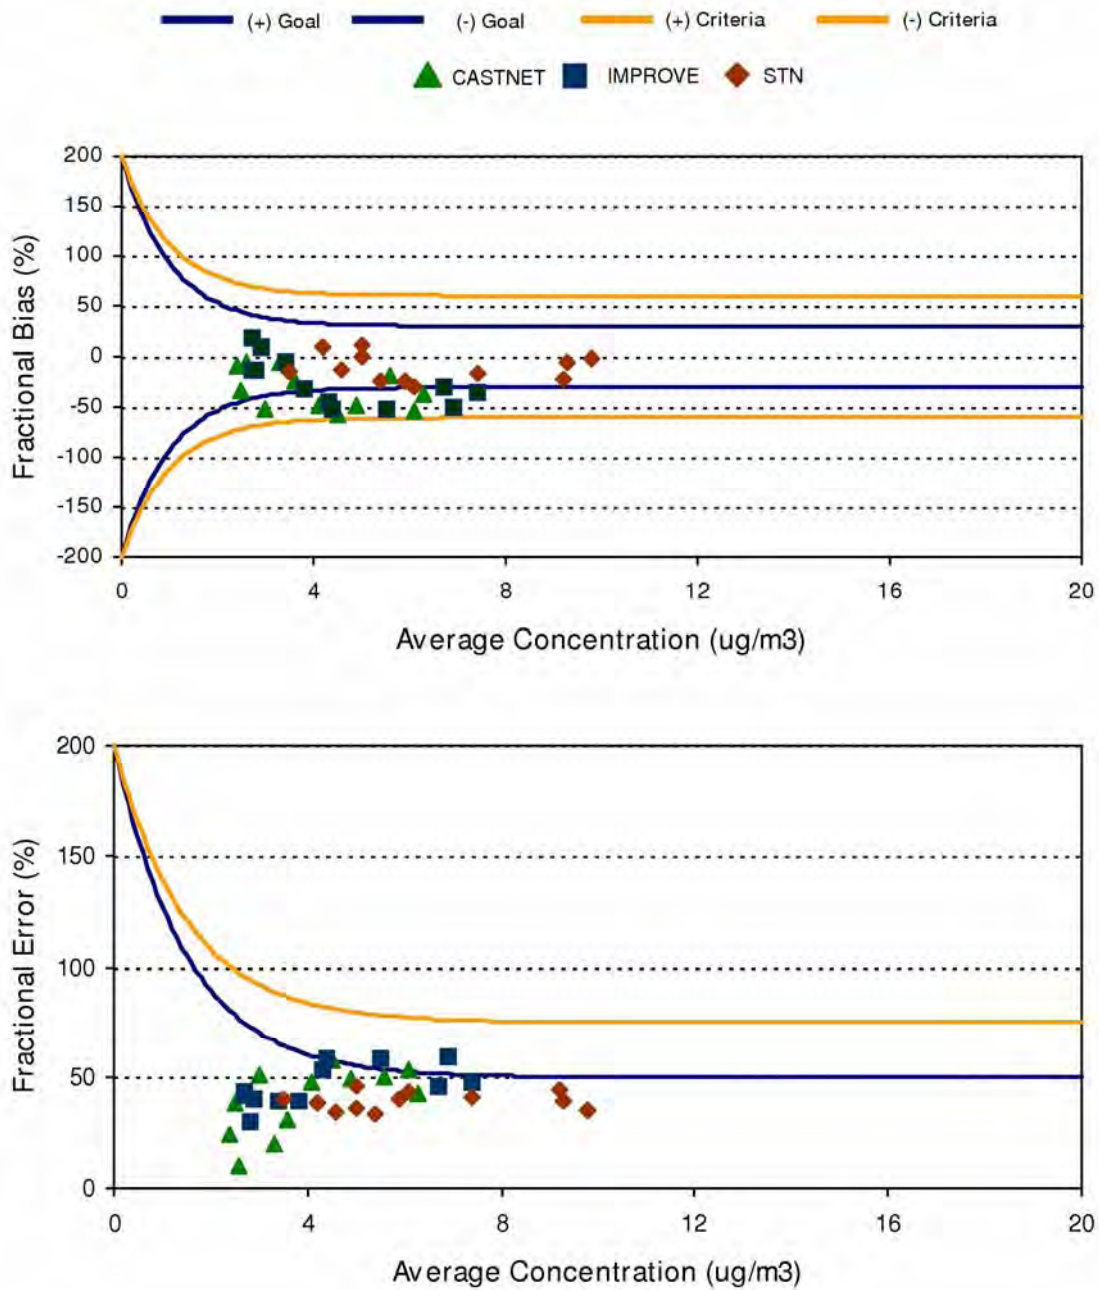 (+) Goal (-) Goal (+) Criteria (-) Criteria
CASTNET IMPROVE STN
200
150
100
50
0
-50
-100
-150
-200
Fractional Bias (%)
0 4 8 12 16 20
Average Concentration (ug/m3)
200
150
100
50
0
Fractional Error (%)
0 4 8 12 16 20
Average Concentration (ug/m3)